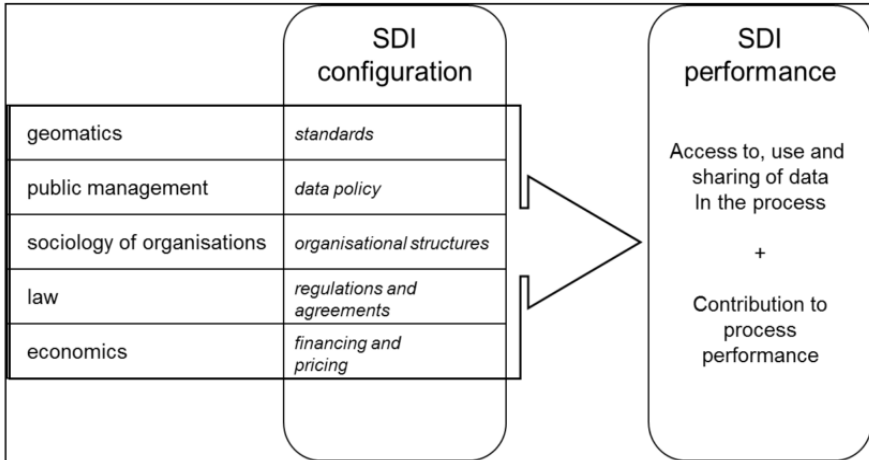 SDI
configuration
SDI
performance
geomatics
standards
public management
data policy
sociology of organisations
organisational structures
law
regulations and
agreements
economics
financing and
pricing
Access to, use and
sharing of data
In the process
+
Contribution to
process
performance